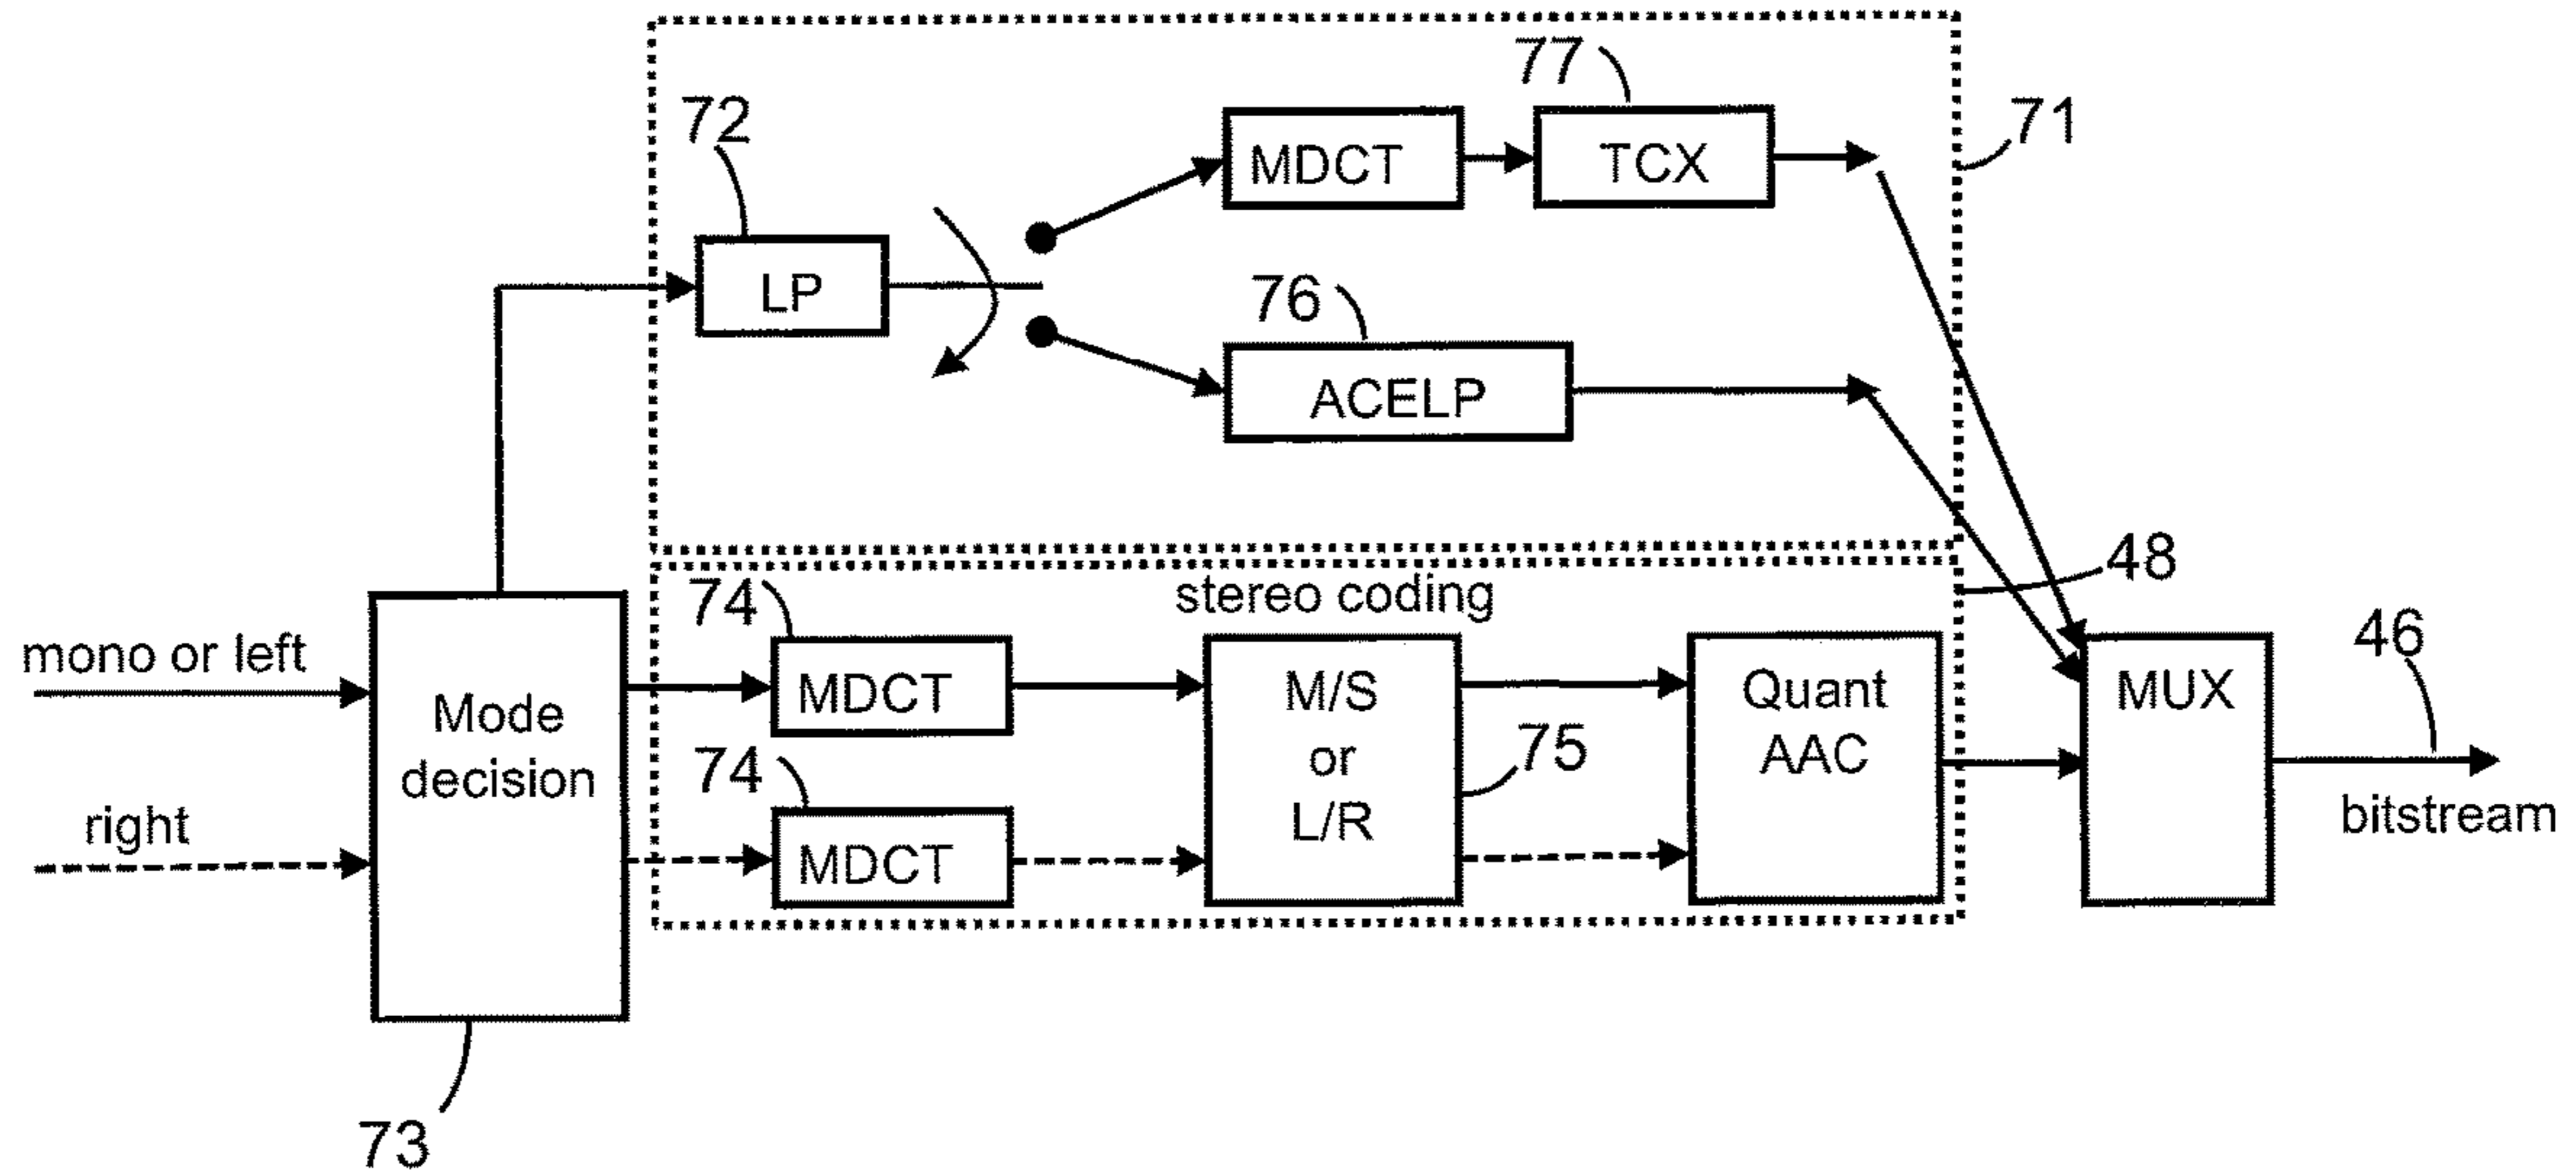 77
72
71
MDCT
TCX
LP
76
ACELP
48
74
stereo coding
46
mono or left
MDCT
M/S
or
L/R
Quant
AAC
MUX
Mode
decision
75
74
right
MDCT
bitstream
73